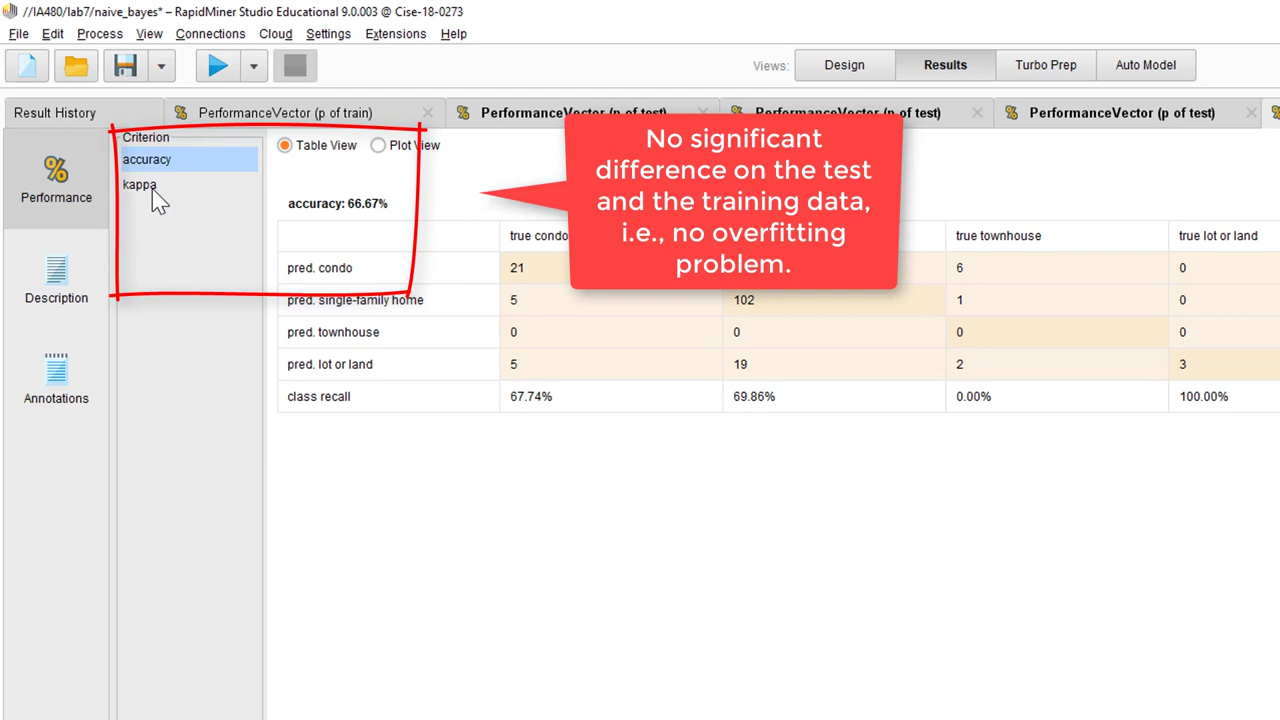 //IA480/lab7/naive_bayes* – RapidMiner Studio Educational 9.0.003 @ Cise-18-0273
File Edit Process View Connections Cloud Settings Extensions Help
Views: Design Results Turbo Prep Auto Model
Result History PerformanceVector (p of train) PerformanceVector (p of test) PerformanceVector (p of test) PerformanceVector (p of test)
Criterion
accuracy
kappa
Performance
Description
Annotations
Table View Plot View
accuracy: 66.67%
No significant
difference on the test
and the training data,
i.e., no overfitting
problem.
true condo true townhouse true lot or land
pred. condo 21 6 0
pred. single-family home 5 102 1 0
pred. townhouse 0 0 0 0
pred. lot or land 5 19 2 3
class recall 67.74% 69.86% 0.00% 100.00%